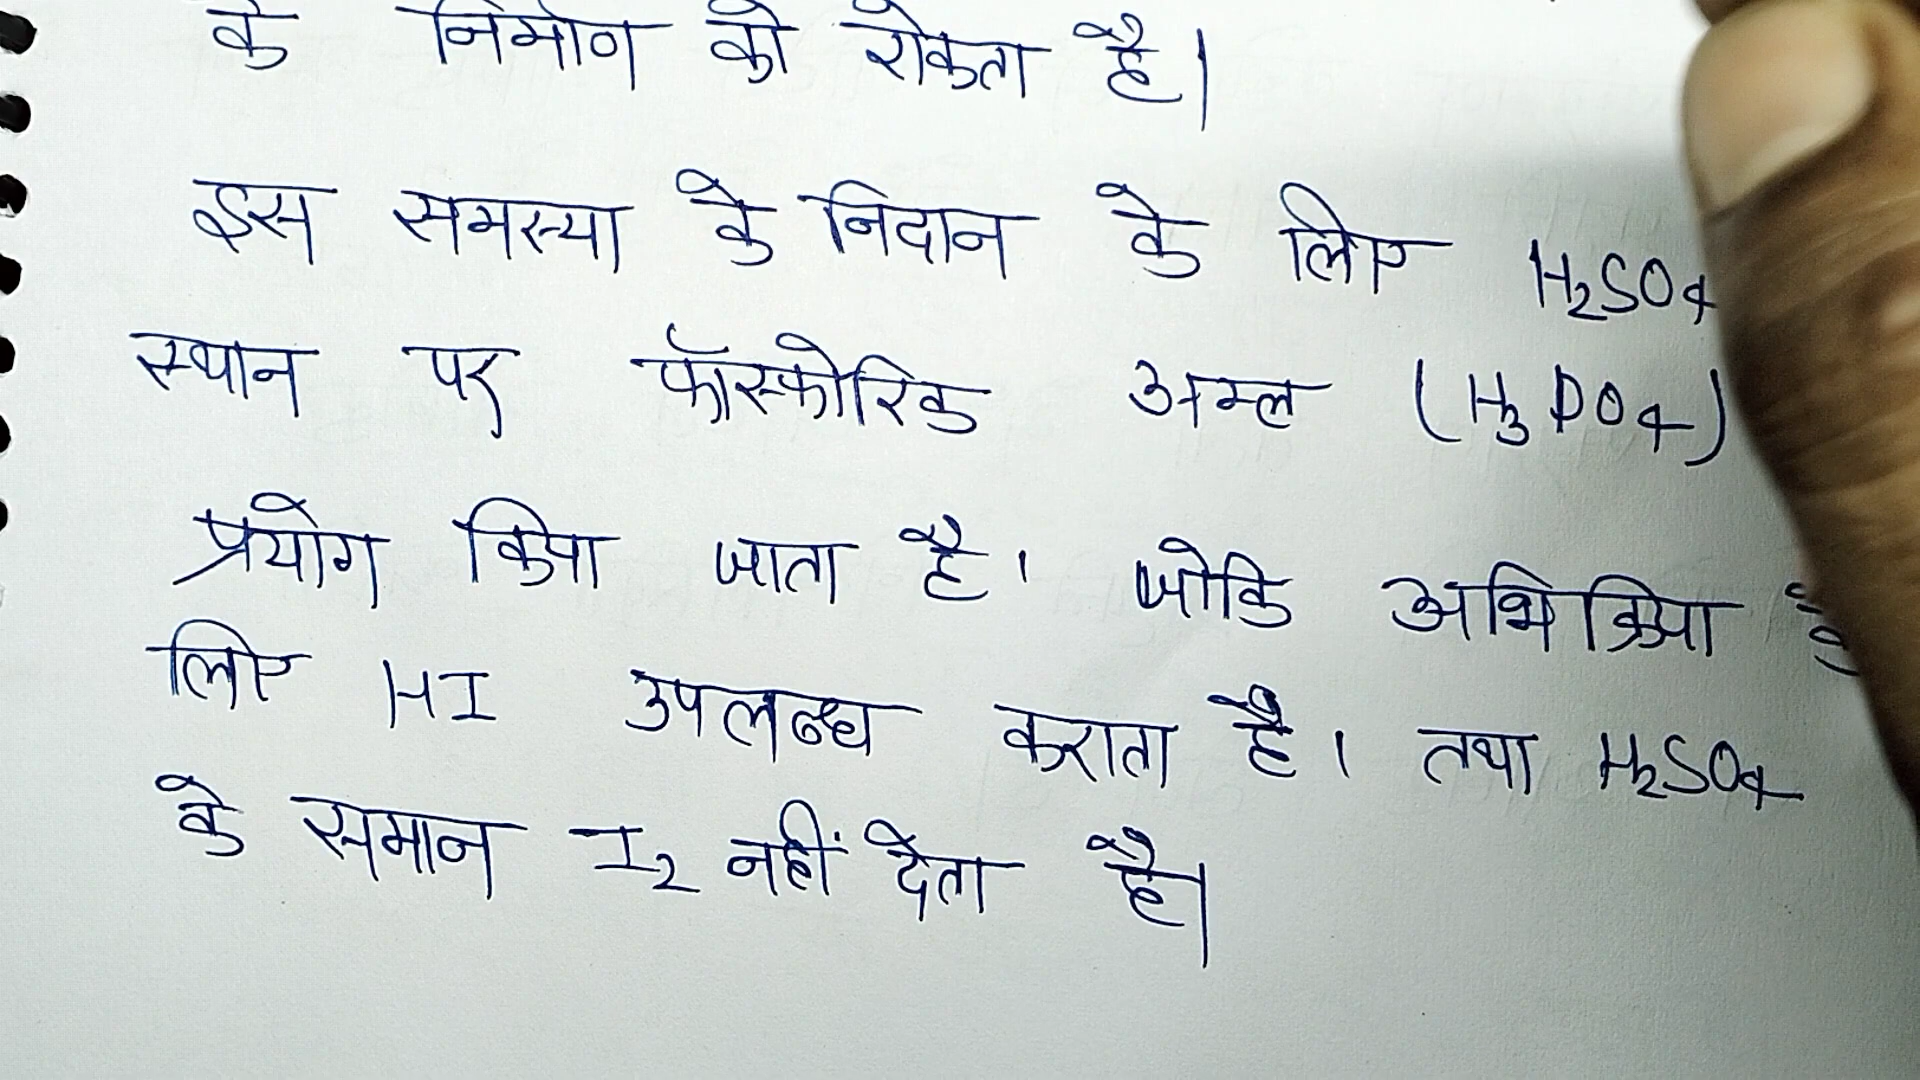 के निर्माण को रोकता है।
इस समस्या के निदान के लिए H₂SO₄
स्थान पर फॉस्फोरिक अम्ल (H₃PO₄)
प्रयोग किया जाता है। जोकि अभिक्रिया के
लिए HI उपलब्ध कराता है। तथा H₂SO₄
के समान I₂ नहीं देता है।